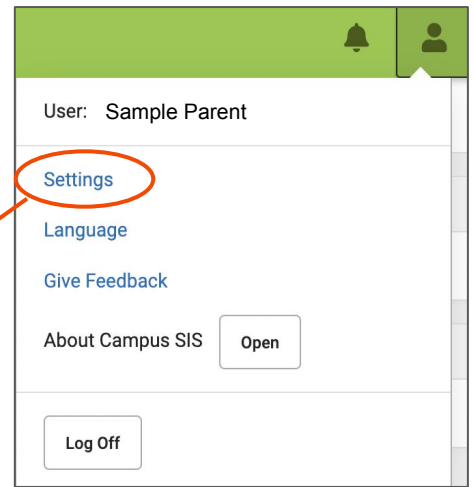 User: Sample Parent
Settings
Language
Give Feedback
About Campus SIS Open
Log Off